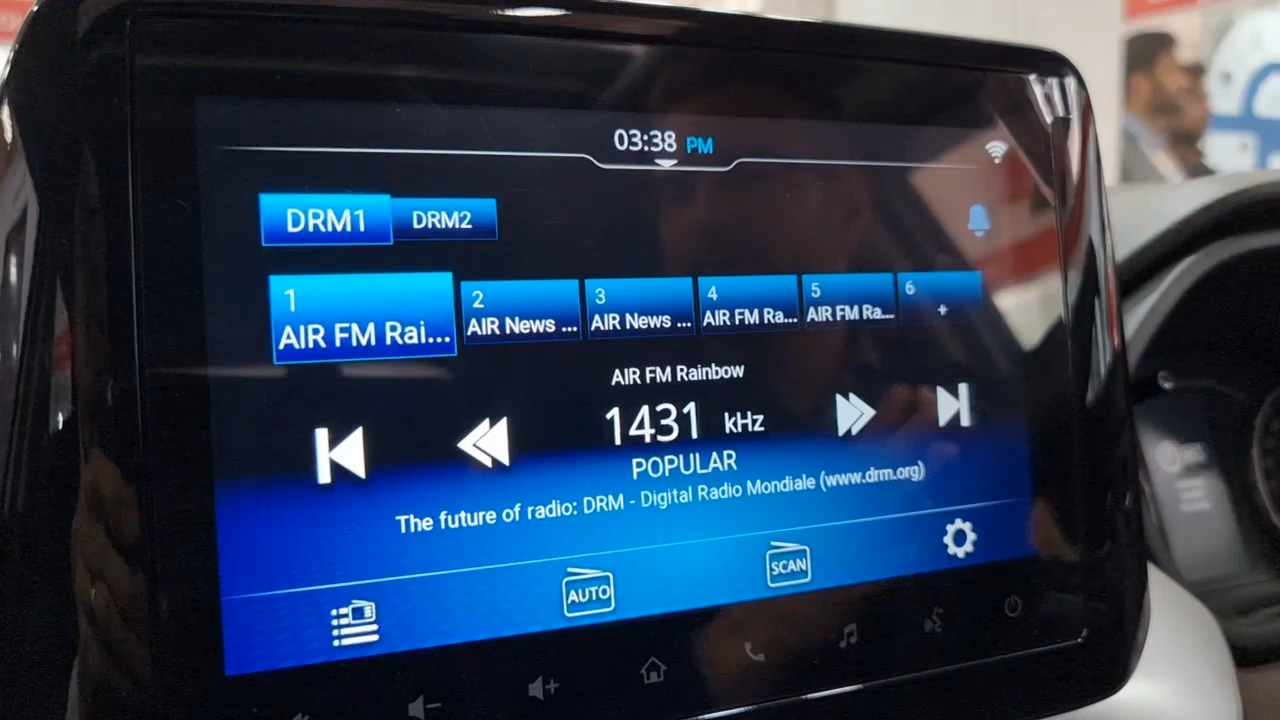 03:38 PM
DRM1 DRM2
1 2 3 4 5 6
AIR FM Rai... AIR News ... AIR News ... AIR FM Ra... AIR FM Ra... +
AIR FM Rainbow
1431 kHz
POPULAR
The future of radio: DRM - Digital Radio Mondiale (www.drm.org)
AUTO SCAN